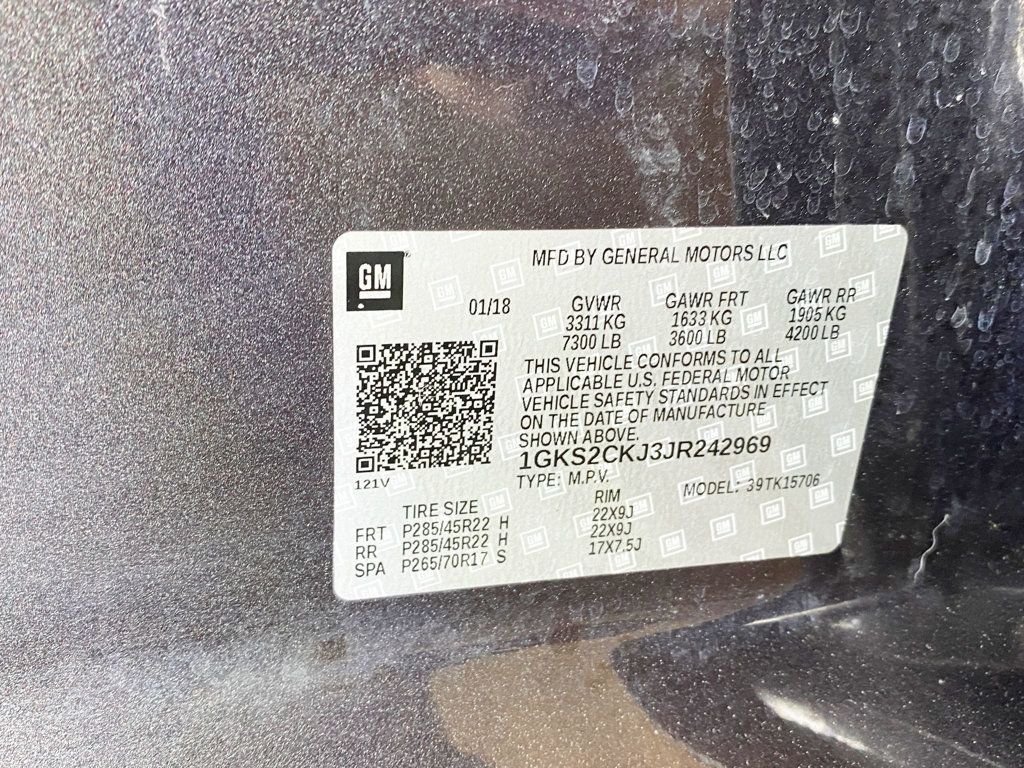 GM
MFD BY GENERAL MOTORS LLC
01/18 GVWR GAWR FRT GAWR RR
3311 KG 1633 KG 1905 KG
7300 LB 3600 LB 4200 LB
THIS VEHICLE CONFORMS TO ALL
APPLICABLE U.S. FEDERAL MOTOR
VEHICLE SAFETY STANDARDS IN EFFECT
ON THE DATE OF MANUFACTURE
SHOWN ABOVE.
1GKS2CKJ3JR242969
121V
TYPE: M.P.V. MODEL: 39TK15706
TIRE SIZE RIM
FRT P285/45R22 H 22X9J
RR P285/45R22 H 22X9J
SPA P265/70R17 S 17X7.5J